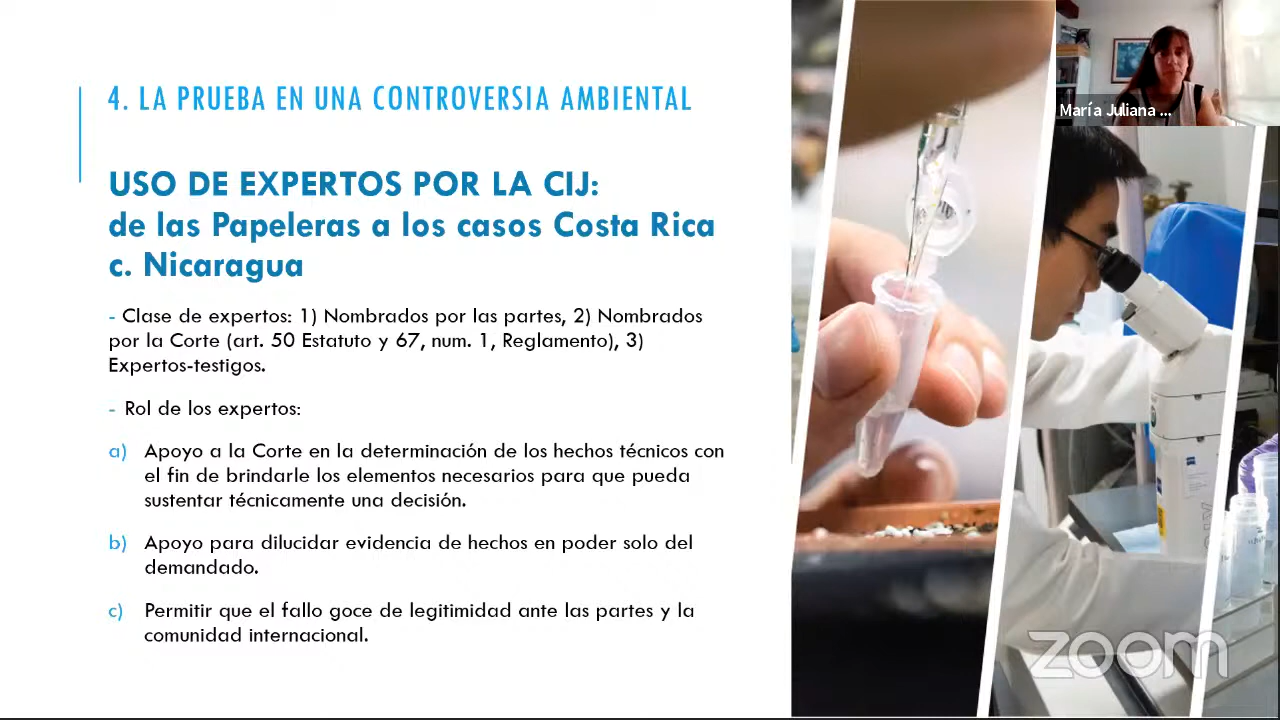 4. LA PRUEBA EN UNA CONTROVERSIA AMBIENTAL
USO DE EXPERTOS POR LA CIJ:
de las Papeleras a los casos Costa Rica
c. Nicaragua
- Clase de expertos: 1) Nombrados por las partes, 2) Nombrados
por la Corte (art. 50 Estatuto y 67, num. 1, Reglamento), 3)
Expertos-testigos.
- Rol de los expertos:
a) Apoyo a la Corte en la determinación de los hechos técnicos con
el fin de brindarle los elementos necesarios para que pueda
sustentar técnicamente una decisión.
b) Apoyo para dilucidar evidencia de hechos en poder solo del
demandado.
c) Permitir que el fallo goce de legitimidad ante las partes y la
comunidad internacional.
María Juliana ...
zoom